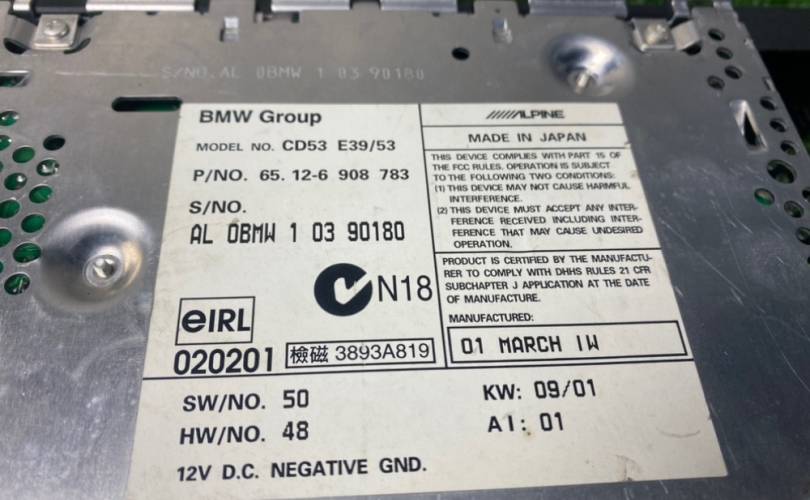 S/NO. AL 0BMW 1 03 90180
BMW Group
MODEL NO. CD53 E39/53
P/NO. 65. 12-6 908 783
S/NO.
AL 0BMW 1 03 90180
N18
eIRL
020201
檢磁 3893A819
ALPINE
MADE IN JAPAN
THIS DEVICE COMPLIES WITH PART 15 OF
THE FCC RULES. OPERATION IS SUBJECT
TO THE FOLLOWING TWO CONDITIONS:
(1) THIS DEVICE MAY NOT CAUSE HARMFUL
INTERFERENCE.
(2) THIS DEVICE MUST ACCEPT ANY INTER-
FERENCE RECEIVED INCLUDING INTER-
FERENCE THAT MAY CAUSE UNDESIRED
OPERATION.
PRODUCT IS CERTIFIED BY THE MANUFACTU-
RER TO COMPLY WITH DHHS RULES 21 CFR
SUBCHAPTER J APPLICATION AT THE DATE
OF MANUFACTURE.
MANUFACTURED:
01 MARCH 1W
SW/NO. 50
HW/NO. 48
KW: 09/01
AI: 01
12V D.C. NEGATIVE GND.